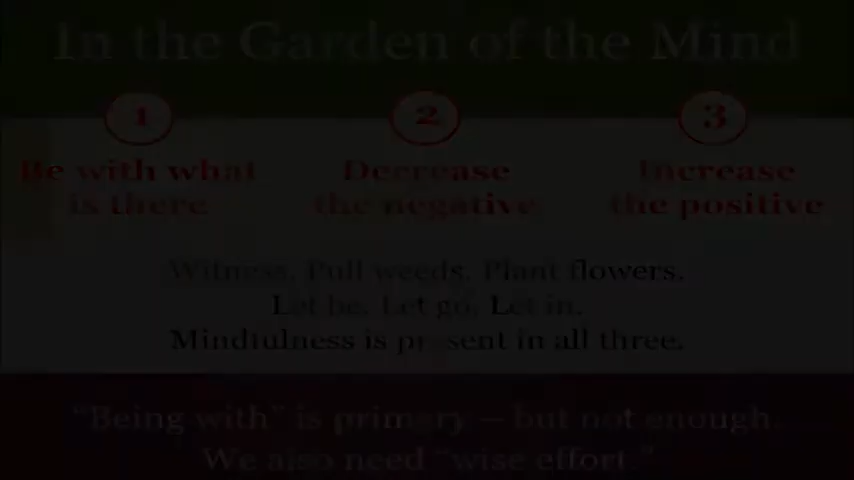 In the Garden of the Mind
1
2
3
Be with what
is there
Decrease
the negative
Increase
the positive
Witness. Pull weeds. Plant flowers.
Let be. Let go. Let in.
Mindfulness is present in all three.
“Being with” is primary – but not enough.
We also need “wise effort.”